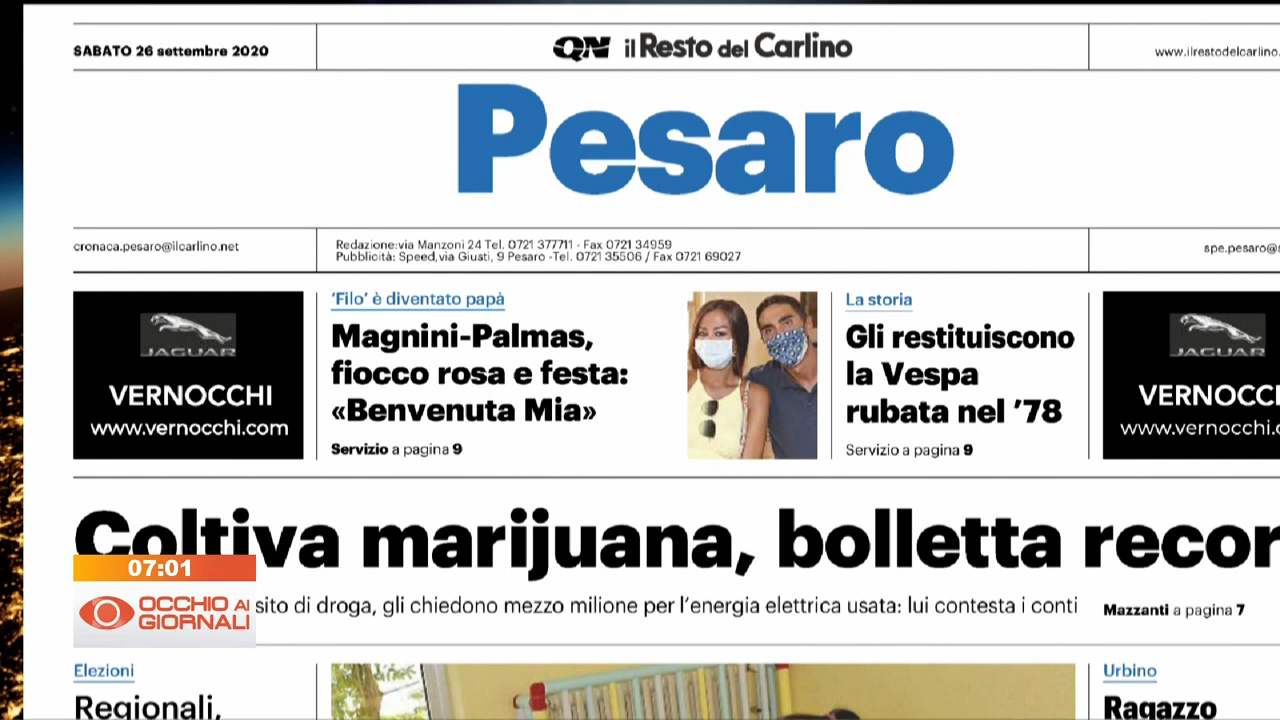 SABATO 26 settembre 2020
QN il Resto del Carlino
www.ilrestodelcarlino.
Pesaro
cronaca.pesaro@ilcarlino.net
Redazione:via Manzoni 24 Tel. 0721 377711 - Fax 0721 34959
Pubblicità: Speed,via Giusti, 9 Pesaro -Tel. 0721 35506 / Fax 0721 69027
spe.pesaro@
JAGUAR
VERNOCCHI
www.vernocchi.com
'Filo' è diventato papà
Magnini-Palmas,
fiocco rosa e festa:
«Benvenuta Mia»
Servizio a pagina 9
La storia
Gli restituiscono
la Vespa
rubata nel '78
Servizio a pagina 9
JAGUAR
VERNOCCHI
www.vernocchi.
Coltiva marijuana, bolletta recor
sito di droga, gli chiedono mezzo milione per l'energia elettrica usata: lui contesta i conti
Mazzanti a pagina 7
07:01
OCCHIO AI
GIORNALI
Elezioni
Regionali,
Urbino
Ragazzo